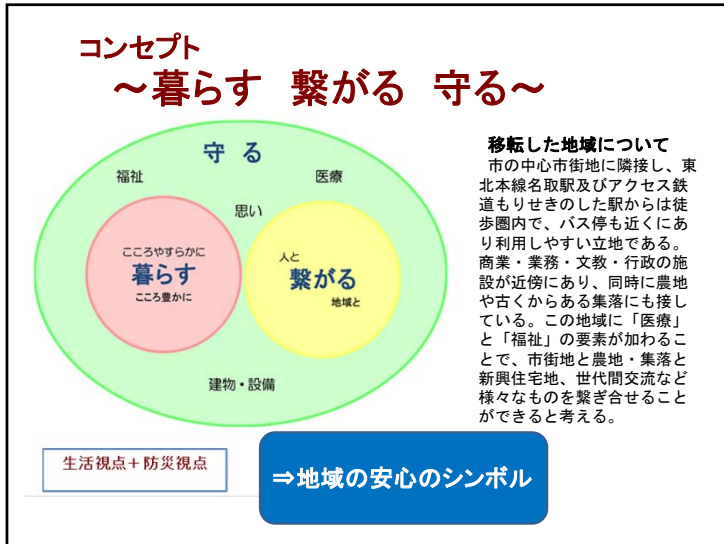 コンセプト
～暮らす　繋がる　守る～
守　る
福祉
医療
思い
こころやすらかに
暮らす
こころ豊かに
人と
繋がる
地域と
建物・設備
生活視点＋防災視点
⇒地域の安心のシンボル
移転した地域について
市の中心市街地に隣接し、東
北本線名取駅及びアクセス鉄
道もりせきのした駅からは徒
歩圏内で、バス停も近くにあ
り利用しやすい立地である。
商業・業務・文教・行政の施
設が近傍にあり、同時に農地
や古くからある集落にも接し
ている。この地域に「医療」
と「福祉」の要素が加わるこ
とで、市街地と農地・集落と
新興住宅地、世代間交流など
様々なものを繋ぎ合せること
ができると考える。